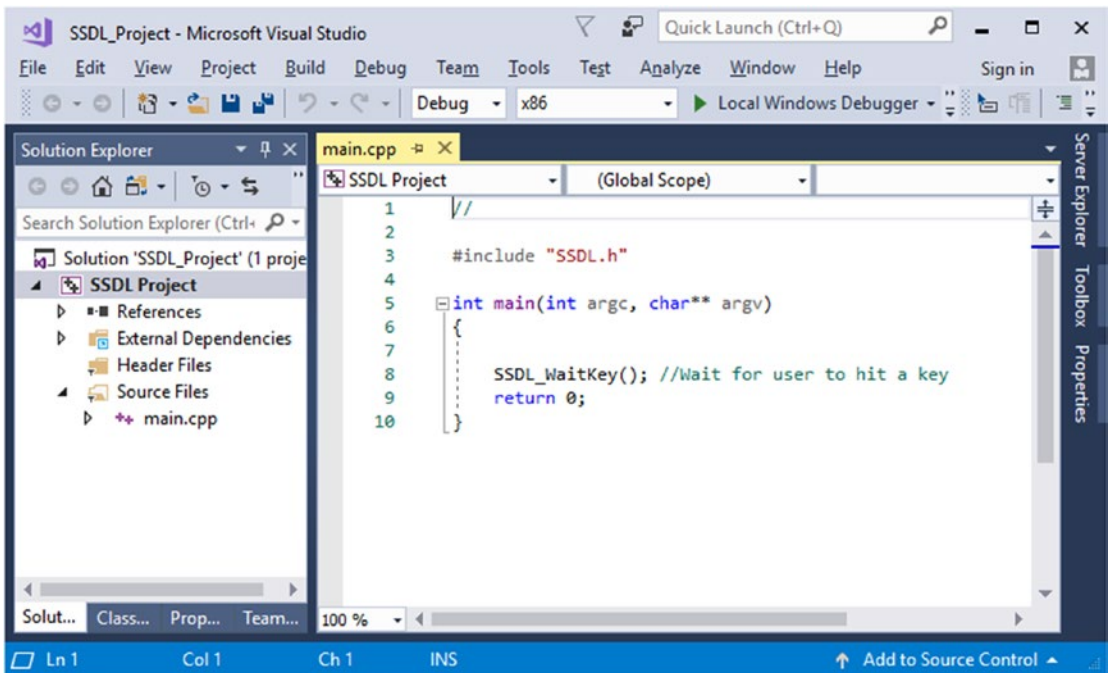 SSDL_Project - Microsoft Visual Studio
Quick Launch (Ctrl+Q)
File Edit View Project Build Debug Team Tools Test Analyze Window Help Sign in
Debug x86 Local Windows Debugger
Solution Explorer
Search Solution Explorer (Ctrl+
Solution 'SSDL_Project' (1 proje
SSDL Project
References
External Dependencies
Header Files
Source Files
++ main.cpp
Solut... Class... Prop... Team...
main.cpp
SSDL Project (Global Scope)
1 //
2
3 #include "SSDL.h"
4
5 int main(int argc, char** argv)
6 {
7
8 SSDL_WaitKey(); //Wait for user to hit a key
9 return 0;
10 }
100 %
Server Explorer
Toolbox
Properties
Ln 1 Col 1 Ch 1 INS Add to Source Control